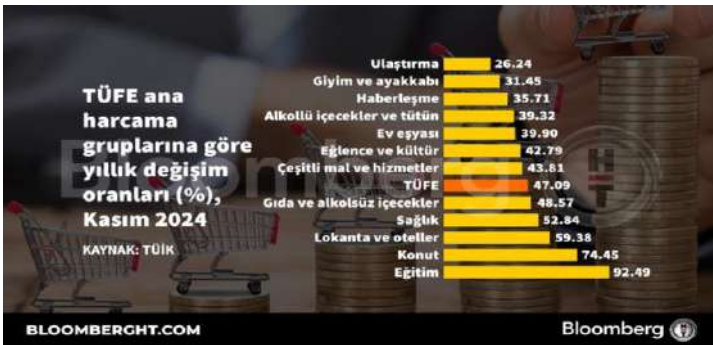 TÜFE ana
harcama
gruplarına göre
yıllık değişim
oranları (%),
Kasım 2024
KAYNAK: TÜİK
Ulaştırma 26.24
Giyim ve ayakkabı 31.45
Haberleşme 35.71
Alkollü içecekler ve tütün 39.32
Ev eşyası 39.90
Eğlence ve kültür 42.79
Çeşitli mal ve hizmetler 43.81
TÜFE 47.09
Gıda ve alkolsüz içecekler 48.57
Sağlık 52.84
Lokanta ve oteller 59.38
Konut 74.45
Eğitim 92.49
Bloomberg HT
BLOOMBERGHT.COM
Bloomberg HT